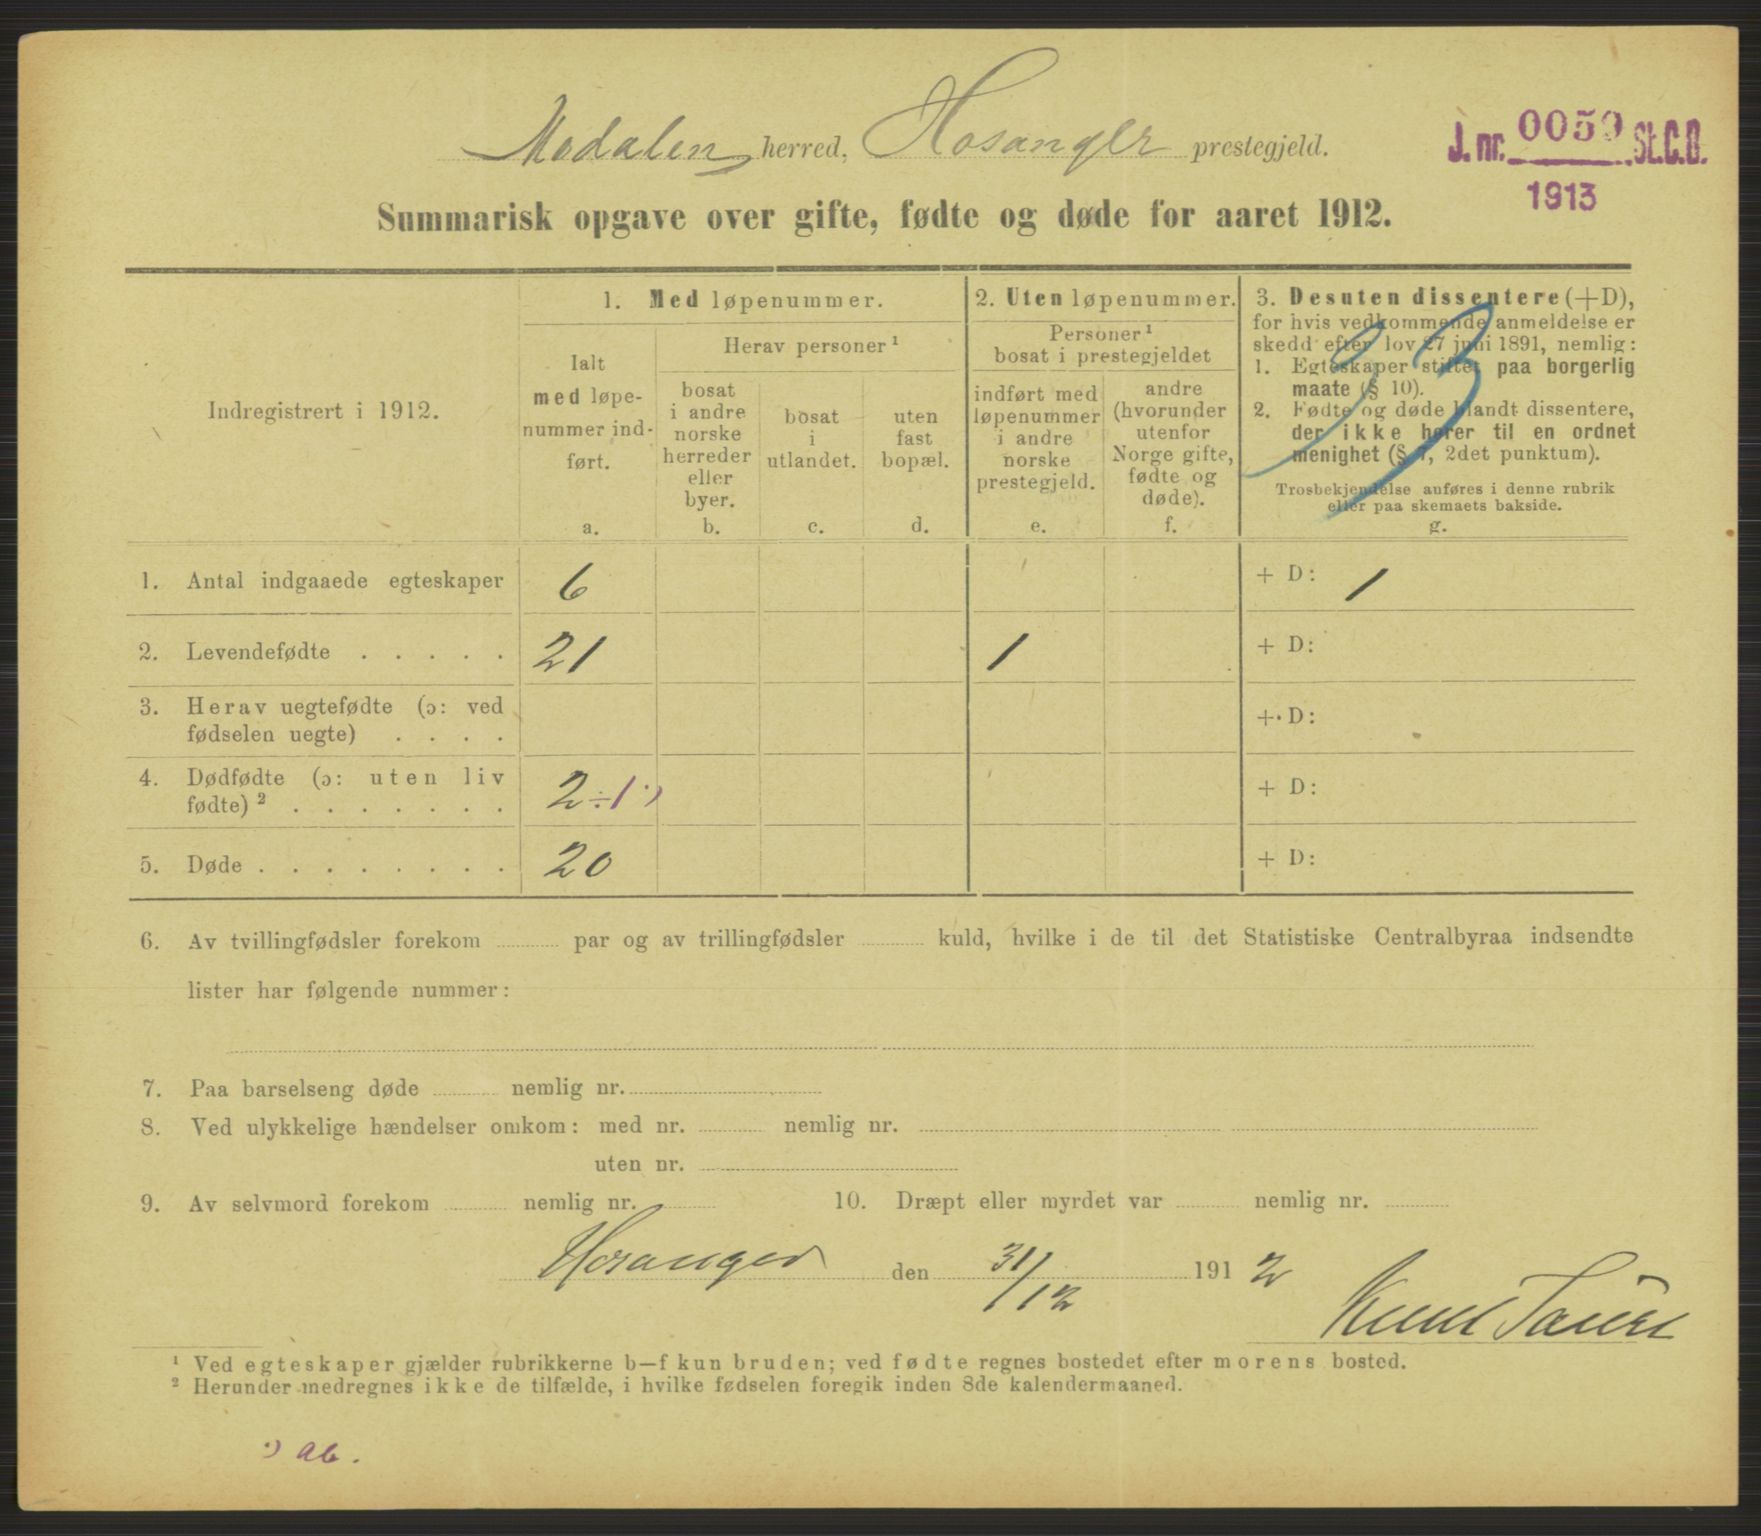 Modalen herred, Hosanger prestegjeld.
J. nr. 0059 St.C.B.
1913
Summarisk opgave over gifte, fødte og døde for aaret 1912.
Indregistrert i 1912.
1. Med løpenummer.
Ialt
med løpe-
nummer ind-
ført.
a.
Herav personer ¹
bosat
i andre
norske
herreder
eller
byer.
b.
bosat
i
utlandet.
c.
uten
fast
bopæl.
d.
2. Uten løpenummer.
Personer ¹
bosat i prestegjeldet
indført med
løpenummer
i andre
norske
prestegjeld.
e.
andre
(hvorunder
utenfor
Norge gifte,
fødte og
døde).
f.
3. Desuten dissentere (+D),
for hvis vedkommende anmeldelse er
skedd efter lov 27 juni 1891, nemlig:
1. Egteskaper stiftet paa borgerlig
maate (§ 10).
2. Fødte og døde blandt dissentere,
der ikke hører til en ordnet
menighet (§ 7, 2det punktum).
Trosbekjendelse anføres i denne rubrik
eller paa skemaets bakside.
g.
33
1. Antal indgaaede egteskaper 6 + D: 1
2. Levendefødte . . . . . 21 1 + D:
3. Herav uegtefødte (ɔ: ved
fødselen uegte) . . . . +·D:
4. Dødfødte (ɔ: uten liv
fødte) ² . . . . . . . 2 ÷ 1 ·) + D:
5. Døde . . . . . . . . 20 + D:
6. Av tvillingfødsler forekom par og av trillingfødsler kuld, hvilke i de til det Statistiske Centralbyraa indsendte
lister har følgende nummer:
7. Paa barselseng døde nemlig nr.
8. Ved ulykkelige hændelser omkom: med nr. nemlig nr.
uten nr.
9. Av selvmord forekom nemlig nr. 10. Dræpt eller myrdet var nemlig nr.
Hosanger den 31/12 1912
Knut
¹ Ved egteskaper gjælder rubrikkerne b—f kun bruden; ved fødte regnes bostedet efter morens bosted.
² Herunder medregnes ikke de tilfælde, i hvilke fødselen foregik inden 8de kalendermaaned.
·) ab.